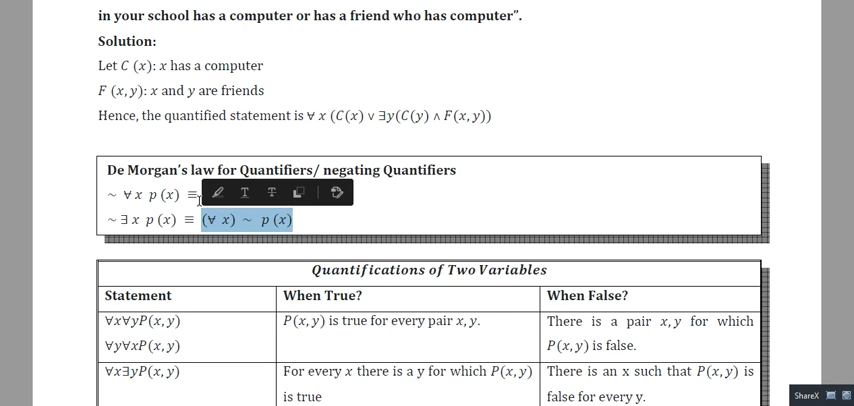 in your school has a computer or has a friend who has computer".
Solution:
Let C (x): x has a computer
F (x, y): x and y are friends
Hence, the quantified statement is ∀ x (C(x) ∨ ∃y(C(y) ∧ F(x, y))
De Morgan's law for Quantifiers/ negating Quantifiers
~ ∀ x p (x) ≡
~ ∃ x p (x) ≡ (∀ x) ~ p (x)
Quantifications of Two Variables
Statement When True? When False?
∀x∀yP(x, y) P(x, y) is true for every pair x, y. There is a pair x, y for which
∀y∀xP(x, y) P(x, y) is false.
∀x∃yP(x, y) For every x there is a y for which P(x, y) There is an x such that P(x, y) is
is true false for every y.
ShareX